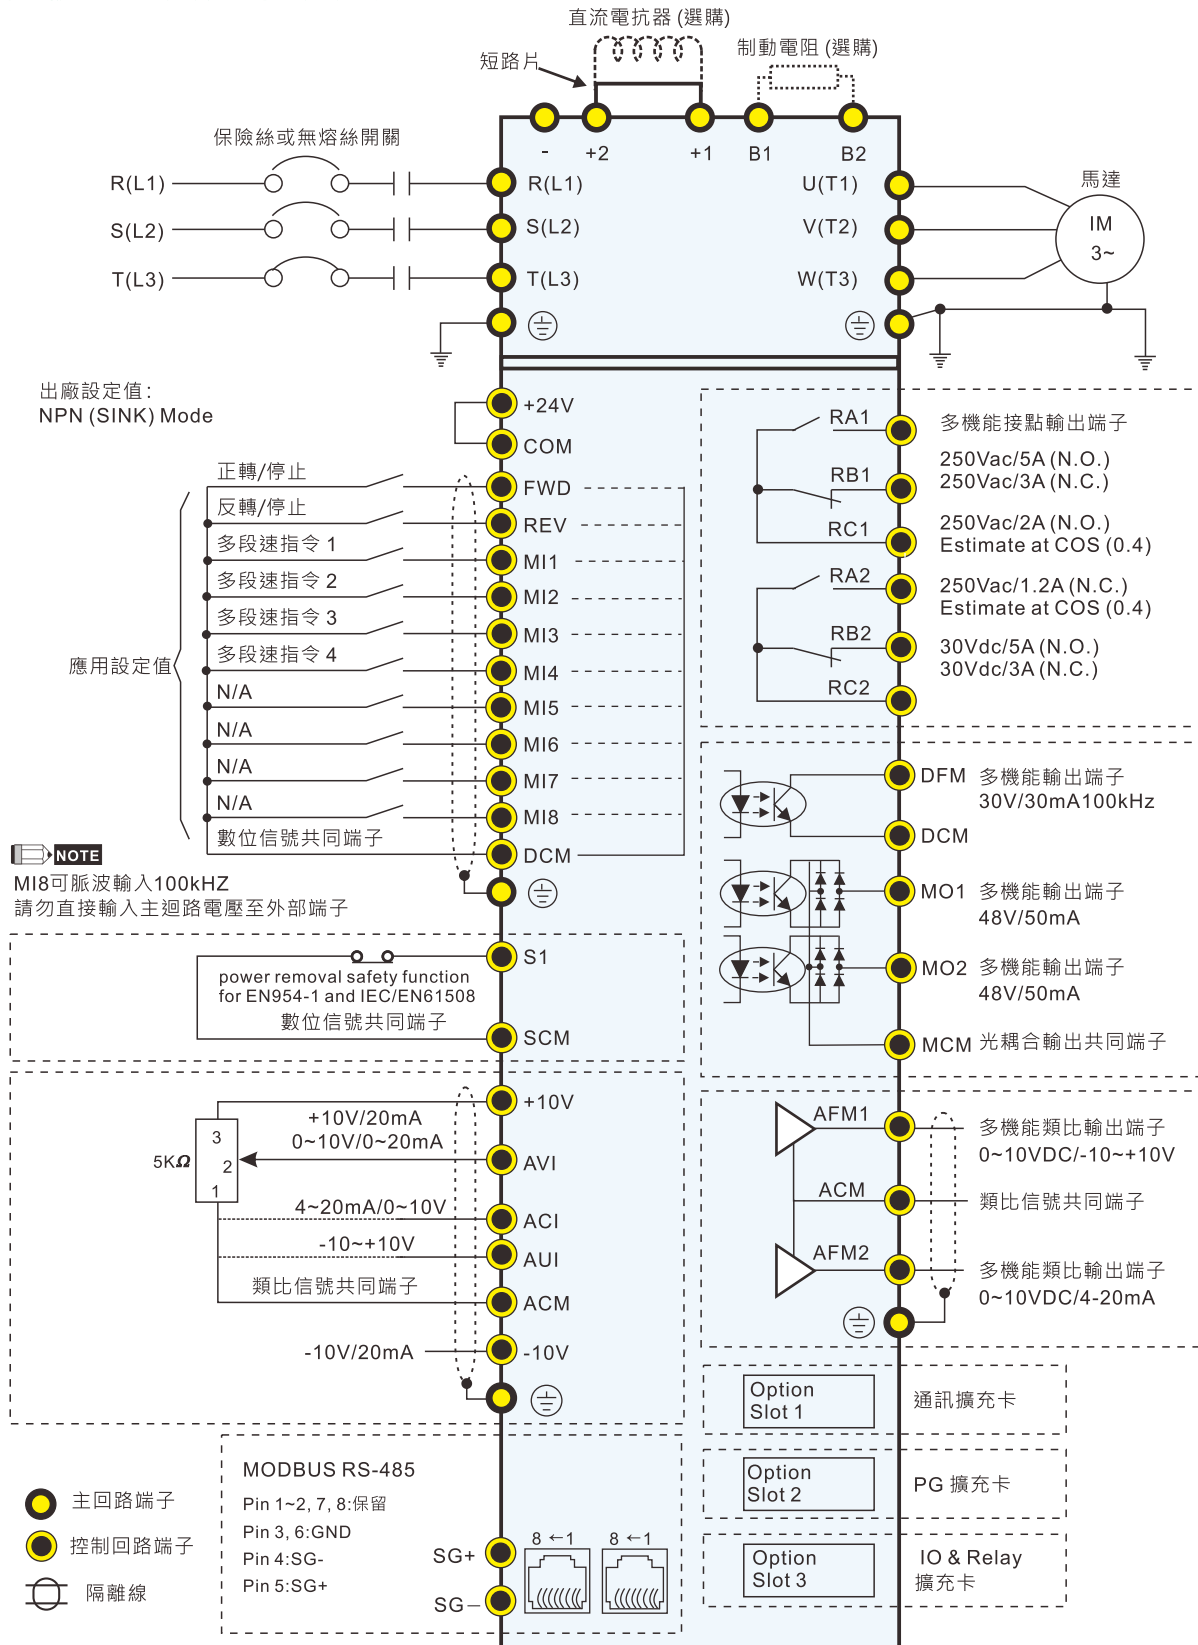 直流電抗器 (選購)
短路片
制動電阻 (選購)
保險絲或無熔絲開關
-
+2
+1
B1
B2
R(L1)
R(L1)
U(T1)
馬達
S(L2)
S(L2)
V(T2)
IM
3~
T(L3)
T(L3)
W(T3)
出廠設定值:
NPN (SINK) Mode
+24V
COM
正轉/停止
FWD
反轉/停止
REV
多段速指令 1
MI1
多段速指令 2
MI2
多段速指令 3
MI3
多段速指令 4
MI4
應用設定值
N/A
MI5
N/A
MI6
N/A
MI7
N/A
MI8
數位信號共同端子
DCM
NOTE
MI8可脈波輸入100kHZ
請勿直接輸入主迴路電壓至外部端子
RA1
多機能接點輸出端子
250Vac/5A (N.O.)
RB1
250Vac/3A (N.C.)
RC1
250Vac/2A (N.O.)
Estimate at COS (0.4)
RA2
250Vac/1.2A (N.C.)
Estimate at COS (0.4)
RB2
30Vdc/5A (N.O.)
30Vdc/3A (N.C.)
RC2
DFM
多機能輸出端子
30V/30mA100kHz
DCM
MO1
多機能輸出端子
48V/50mA
MO2
多機能輸出端子
48V/50mA
MCM
光耦合輸出共同端子
S1
power removal safety function
for EN954-1 and IEC/EN61508
數位信號共同端子
SCM
+10V
+10V/20mA
0~10V/0~20mA
3
5KΩ
2
AVI
1
4~20mA/0~10V
ACI
-10~+10V
AUI
類比信號共同端子
ACM
-10V/20mA
-10V
AFM1
多機能類比輸出端子
0~10VDC/-10~+10V
ACM
類比信號共同端子
AFM2
多機能類比輸出端子
0~10VDC/4-20mA
Option
Slot 1
通訊擴充卡
Option
Slot 2
PG 擴充卡
Option
Slot 3
IO & Relay
擴充卡
MODBUS RS-485
Pin 1~2, 7, 8:保留
Pin 3, 6:GND
Pin 4:SG-
Pin 5:SG+
SG+
8 ←1
8 ←1
SG–
主回路端子
控制回路端子
隔離線